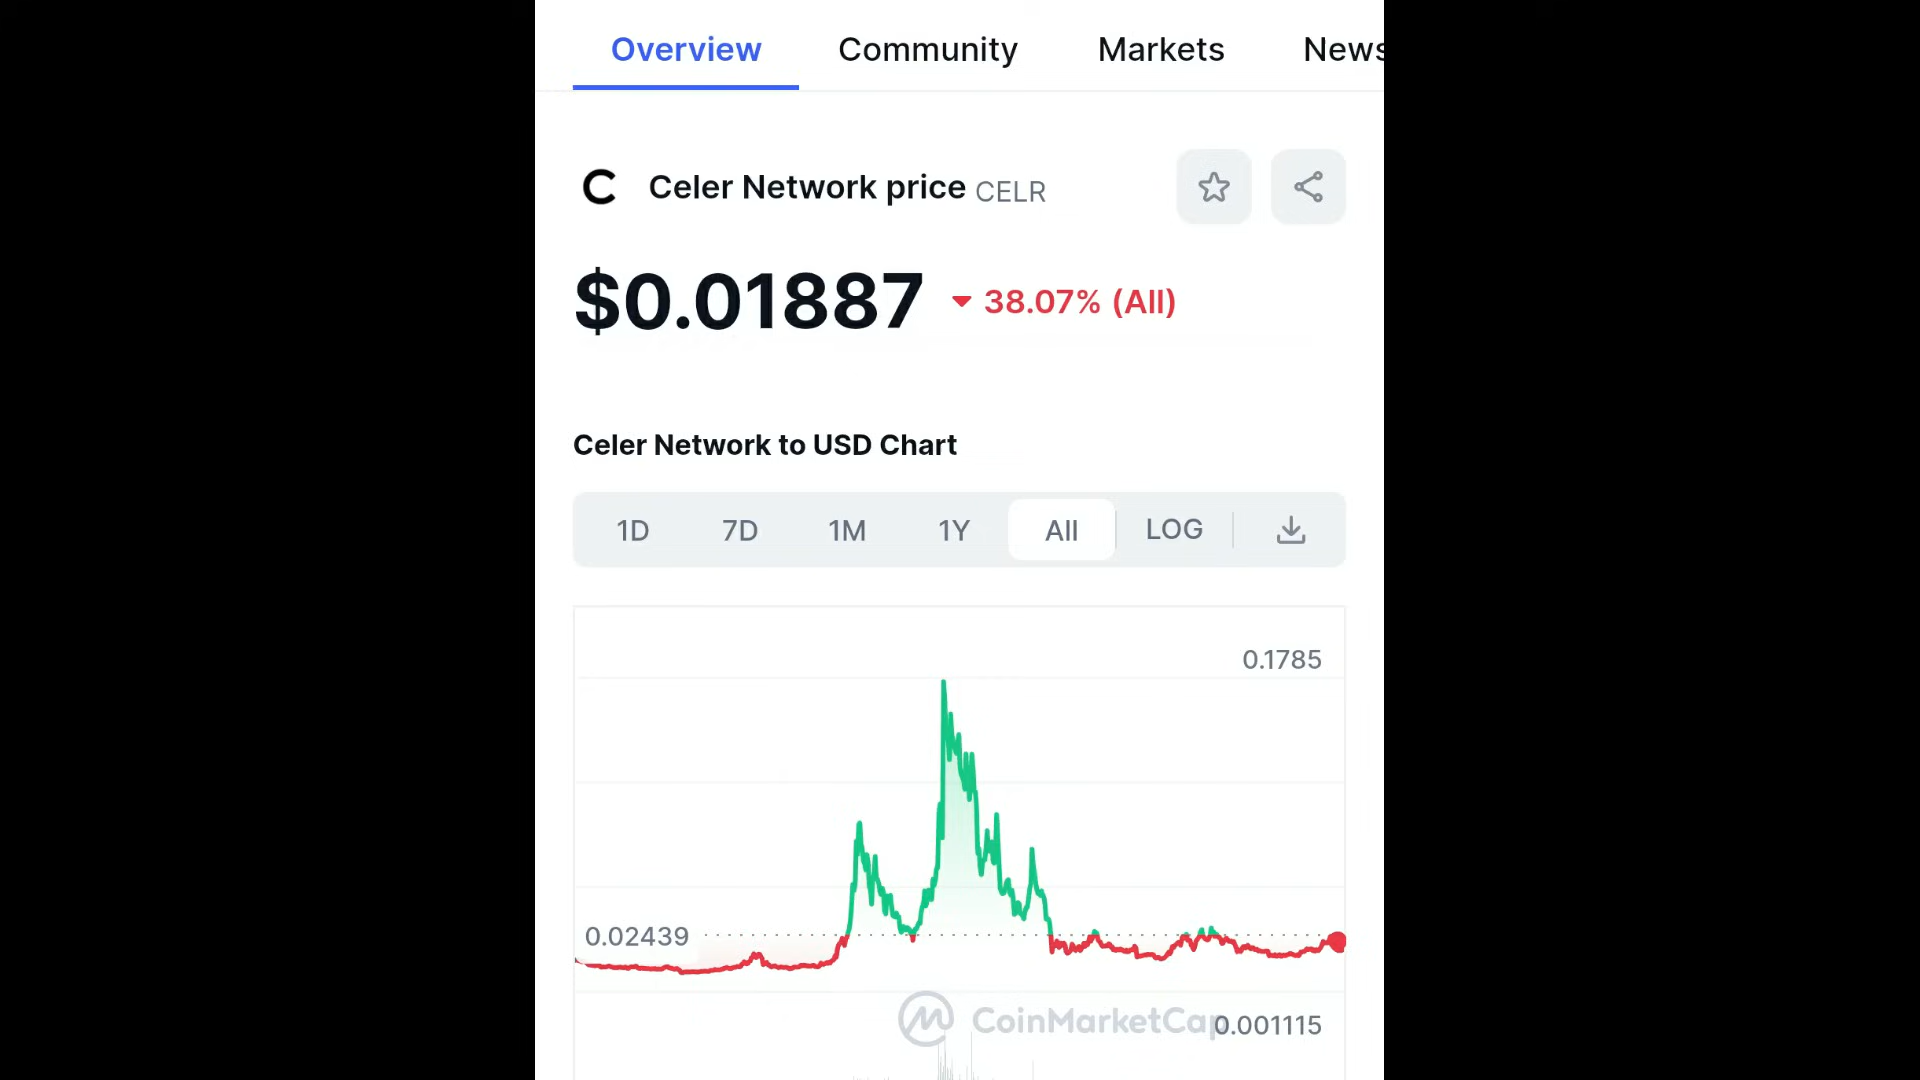 Overview Community Markets News
Celer Network price CELR
$0.01887 38.07% (All)
Celer Network to USD Chart
1D 7D 1M 1Y All LOG
0.1785
0.02439
CoinMarketCap
0.001115